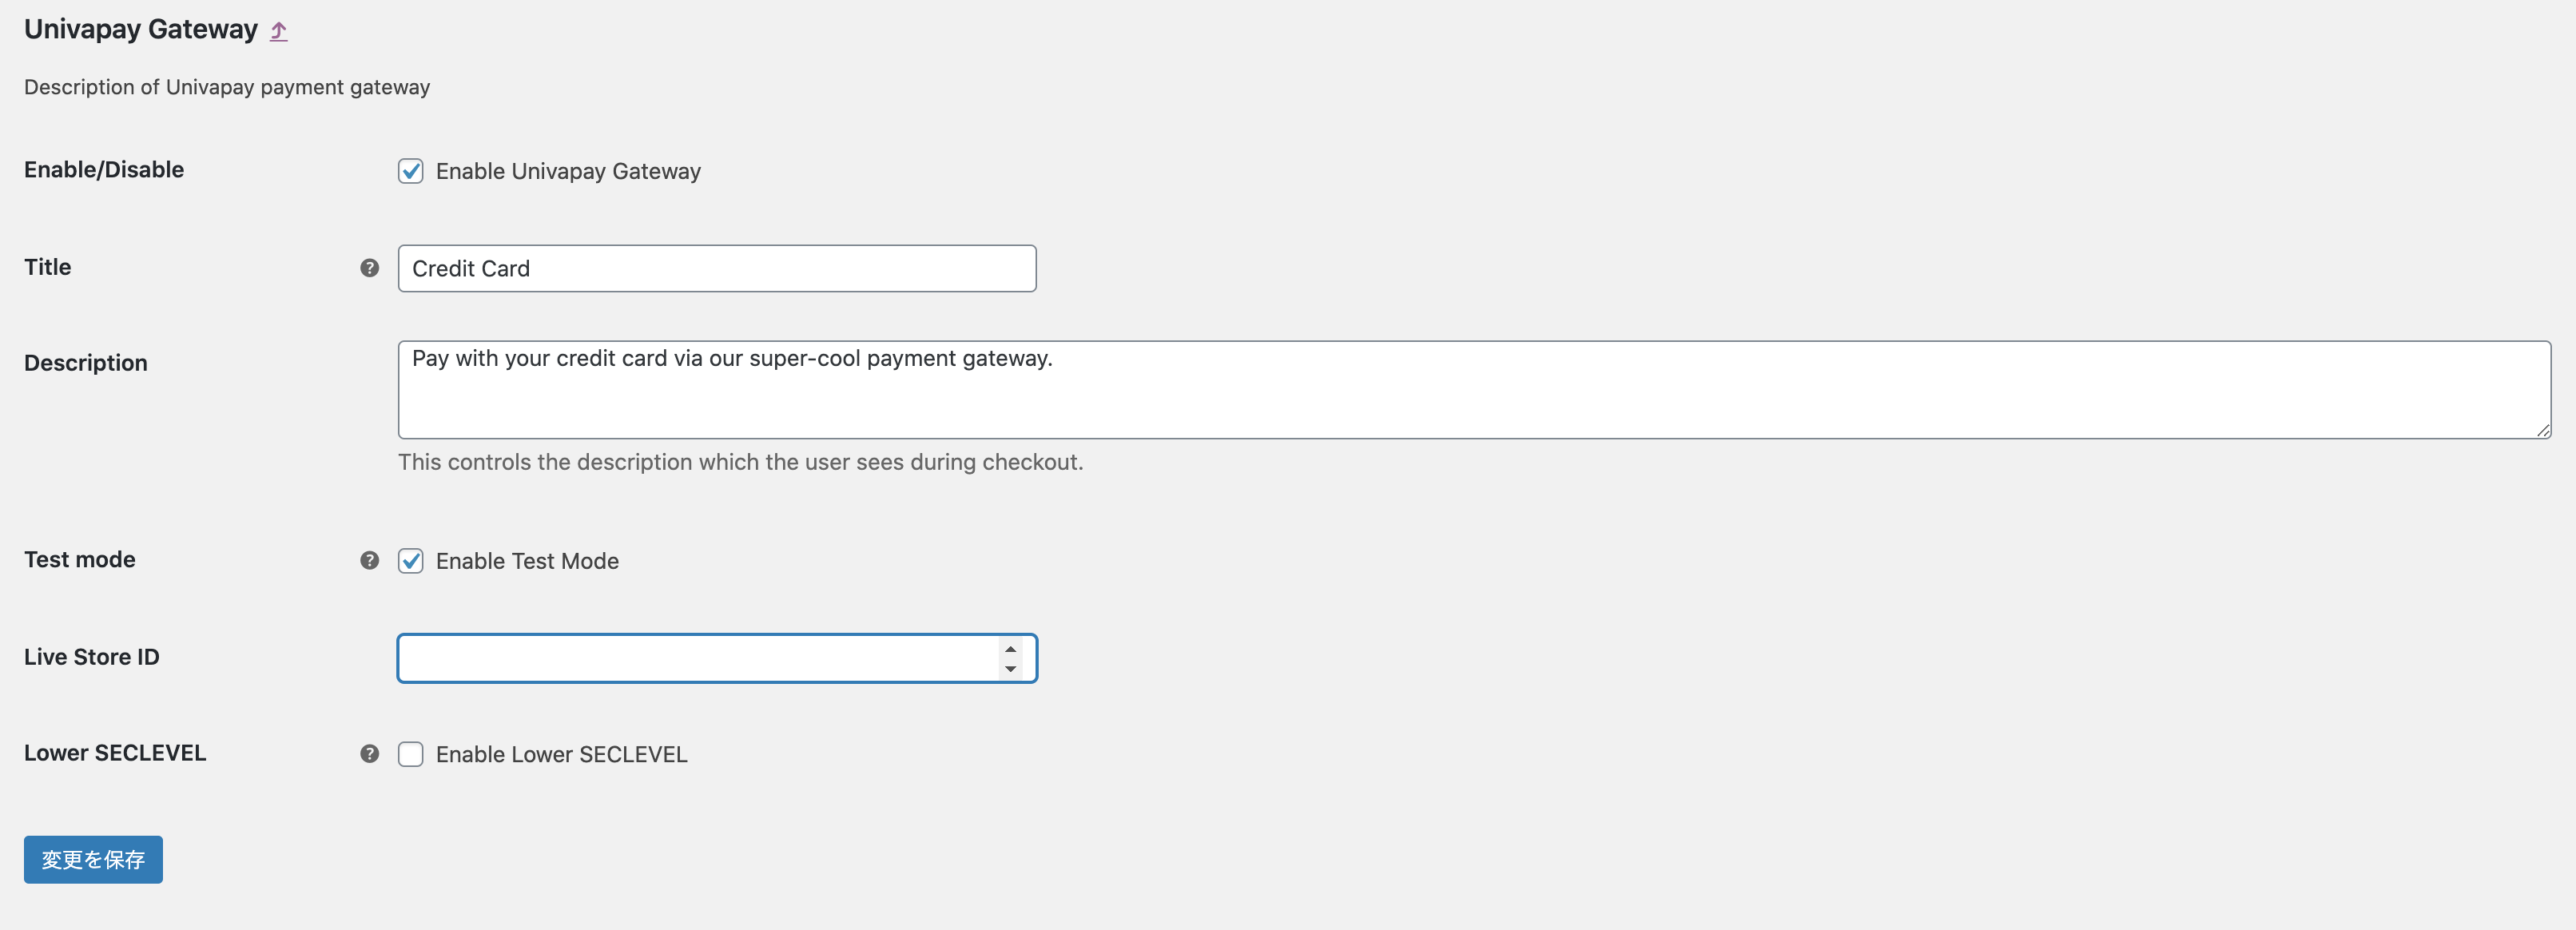 Univapay Gateway ⤴
Description of Univapay payment gateway
Enable/Disable
Enable Univapay Gateway
Title
?
Credit Card
Description
Pay with your credit card via our super-cool payment gateway.
This controls the description which the user sees during checkout.
Test mode
?
Enable Test Mode
Live Store ID
Lower SECLEVEL
?
Enable Lower SECLEVEL
変更を保存